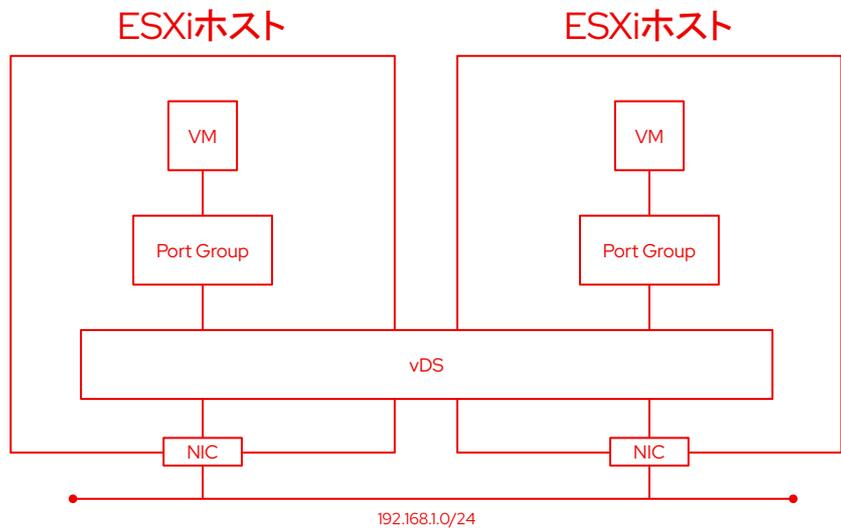 ESXiホスト
ESXiホスト
VM
VM
Port Group
Port Group
vDS
NIC
NIC
192.168.1.0/24